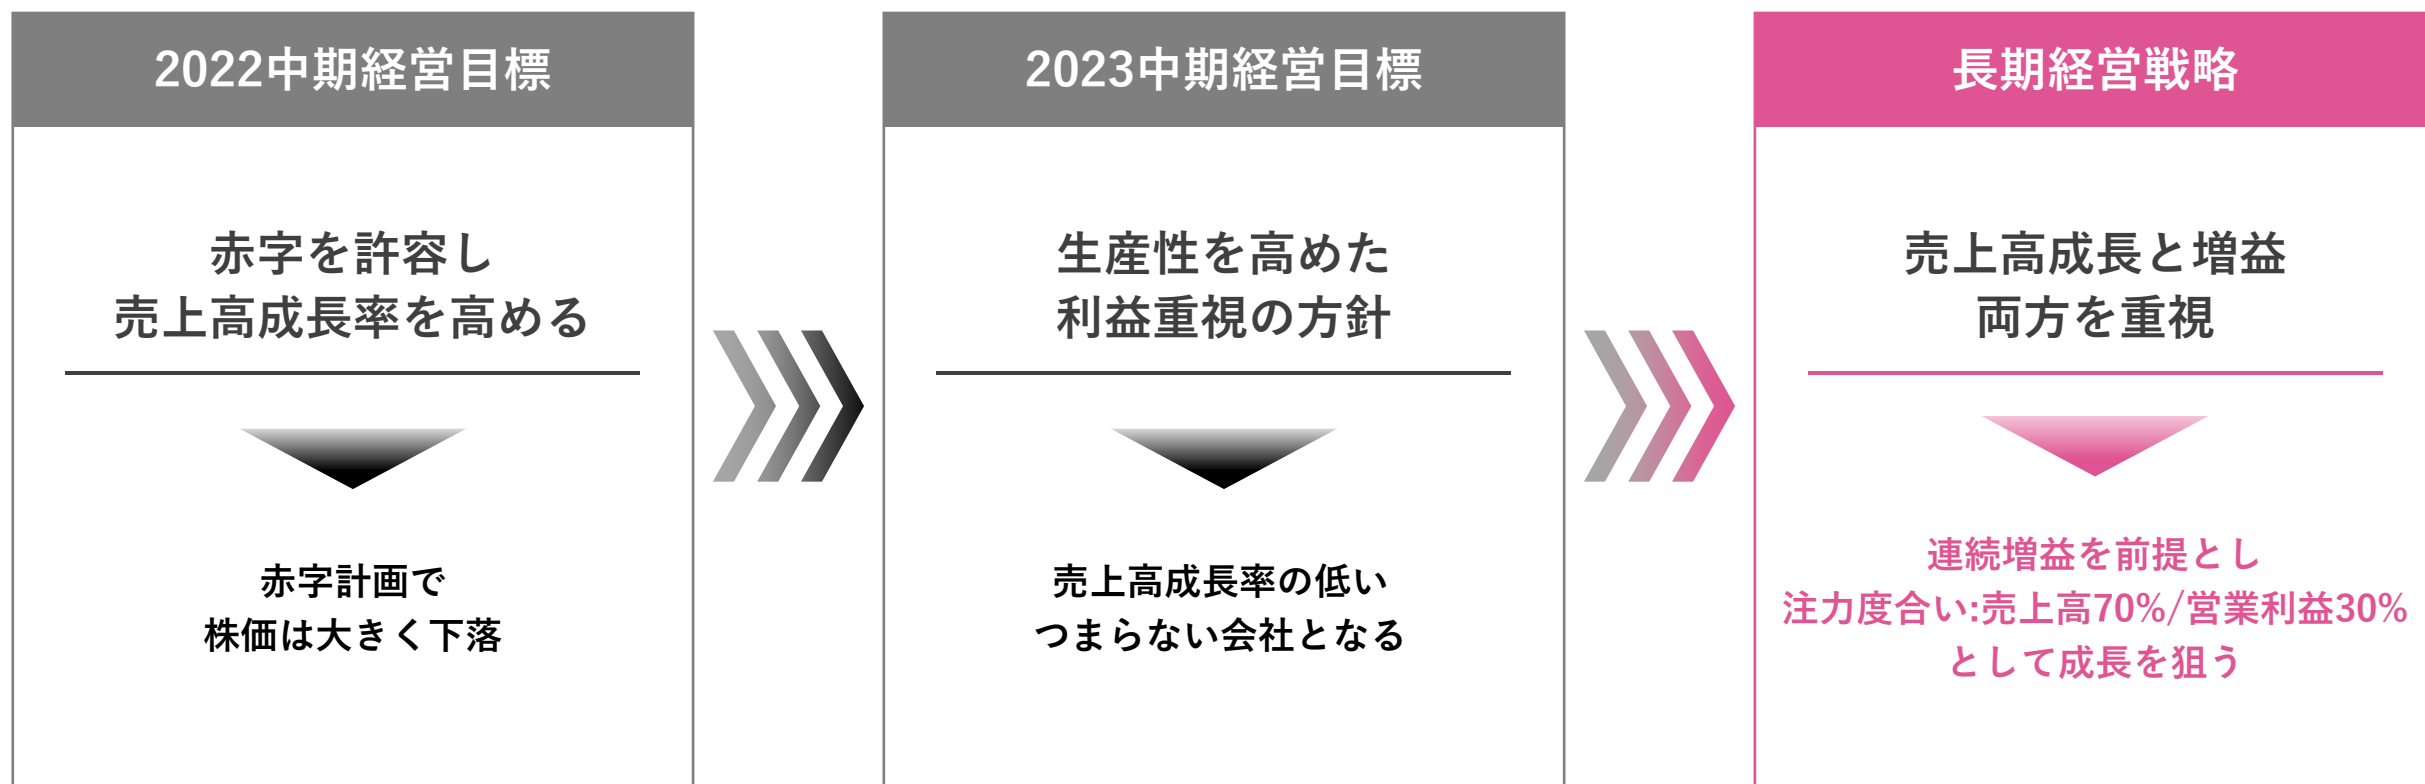 2022中期経営目標
赤字を許容し
売上高成長率を高める
赤字計画で
株価は大きく下落
2023中期経営目標
生産性を高めた
利益重視の方針
売上高成長率の低い
つまらない会社となる
長期経営戦略
売上高成長と増益
両方を重視
連続増益を前提とし
注力度合い:売上高70%/営業利益30%
として成長を狙う